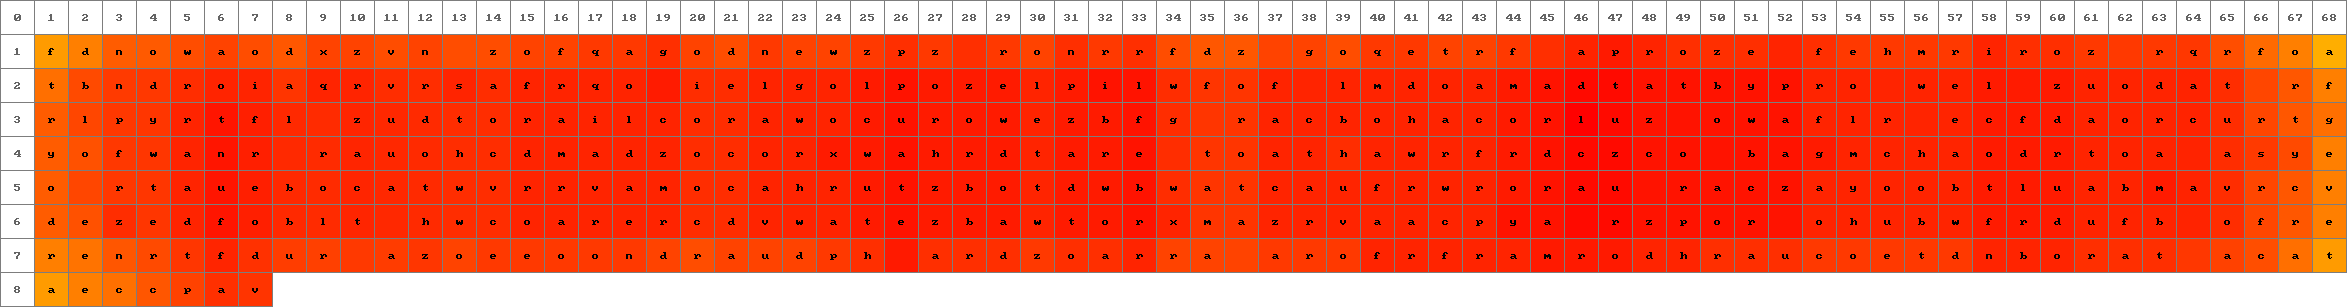 0 1 2 3 4 5 6 7 8 9 10 11 12 13 14 15 16 17 18 19 20 21 22 23 24 25 26 27 28 29 30 31 32 33 34 35 36 37 38 39 40 41 42 43 44 45 46 47 48 49 50 51 52 53 54 55 56 57 58 59 60 61 62 63 64 65 66 67 68
1 f d n o w a o d x z v n z o f q a g o d n e w z p z r o n r r f d z g o q e t r f a p r o z e f e h m r i r o z r q r f o a
2 t b n d r o i a q r v r s a f r q o i e l g o l p o z e l p i l w f o f l m d o a m a d t a t b y p r o w e l z u o d a t r f
3 r l p y r t f l z u d t o r a i l c o r a w o c u r o w e z b f g r a c b o h a c o r l u z o w a f l r e c f d a o r c u r t g
4 y o f w a n r r a u o h c d m a d z o c o r x w a h r d t a r e t o a t h a w r f r d c z c o b a g m c h a o d r t o a a s y e
5 o r t a u e b o c a t w v r r v a m o c a h r u t z b o t d w b w a t c a u f r w r o r a u r a c z a y o o b t l u a b m a v r c v
6 d e z e d f o b l t h w c o a r e r c d v w a t e z b a w t o r x m a z r v a a c p y a r z p o r o h u b w f r d u f b o f r e
7 r e n r t f d u r a z o e e o o n d r a u d p h a r d z o a r r a a r o f r f r a m r o d h r a u c o e t d n b o r a t a c a t
8 a e c c p a v